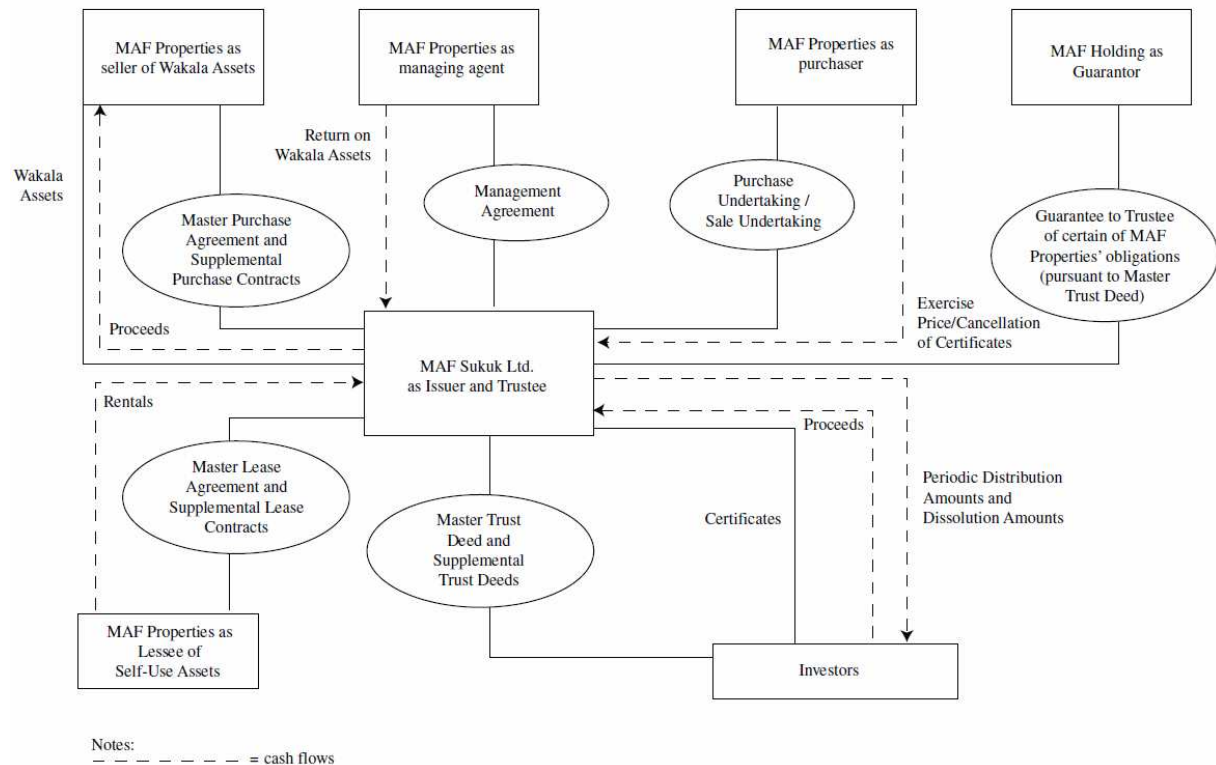 MAF Properties as
seller of Wakala Assets
MAF Properties as
managing agent
MAF Properties as
purchaser
MAF Holding as
Guarantor
Return on
Wakala Assets
Wakala
Assets
Master Purchase
Agreement and
Supplemental
Purchase Contracts
Management
Agreement
Purchase
Undertaking /
Sale Undertaking
Guarantee to Trustee
of certain of MAF
Properties' obligations
(pursuant to Master
Trust Deed)
Proceeds
Exercise
Price/Cancellation
of Certificates
MAF Sukuk Ltd.
as Issuer and Trustee
Rentals
Proceeds
Master Lease
Agreement and
Supplemental Lease
Contracts
Master Trust
Deed and
Supplemental
Trust Deeds
Certificates
Periodic Distribution
Amounts and
Dissolution Amounts
MAF Properties as
Lessee of
Self-Use Assets
Investors
Notes:
= cash flows